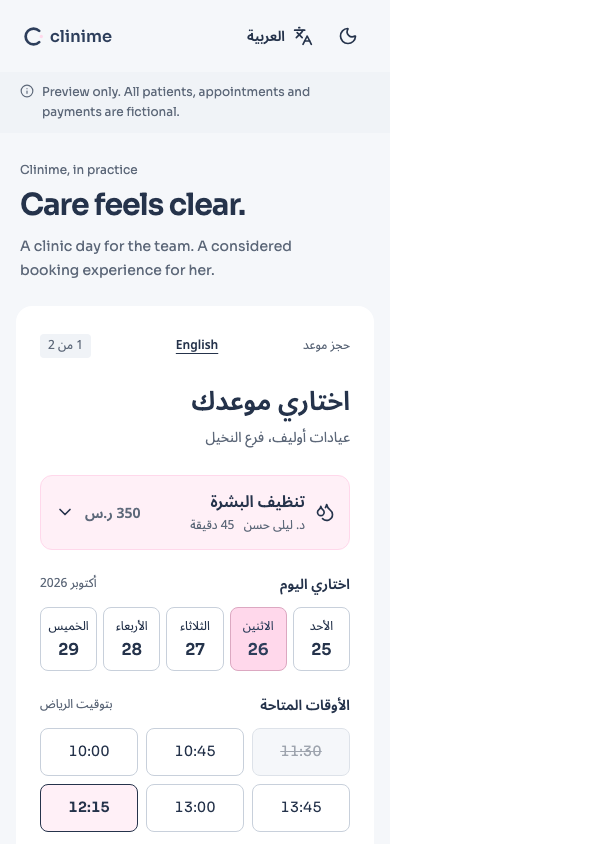 clinime
العربية
Preview only. All patients, appointments and
payments are fictional.
Clinime, in practice
Care feels clear.
A clinic day for the team. A considered
booking experience for her.
حجز موعد
English
1 من 2
اختاري موعدك
عيادات أوليف، فرع النخيل
تنظيف البشرة
د. ليلى حسن 45 دقيقة
350 ر.س
اختاري اليوم
أكتوبر 2026
الأحد
25
الاثنين
26
الثلاثاء
27
الأربعاء
28
الخميس
29
الأوقات المتاحة
بتوقيت الرياض
11:30
10:45
10:00
13:45
13:00
12:15